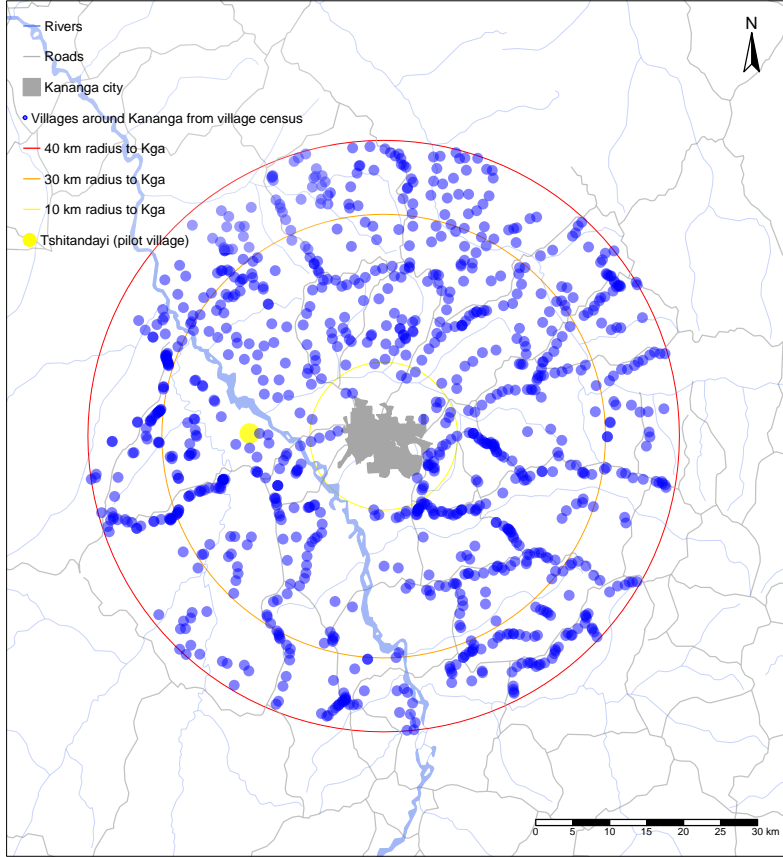 Rivers
Roads
Kananga city
Villages around Kananga from village census
40 km radius to Kga
30 km radius to Kga
10 km radius to Kga
Tshitandayi (pilot village)
N
0 5 10 15 20 25 30 km